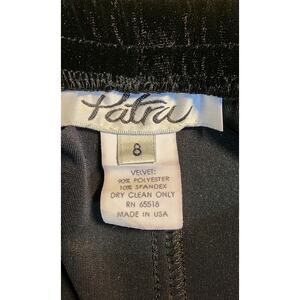 Patra
8
VELVET:
90% POLYESTER
10% SPANDEX
DRY CLEAN ONLY
RN 65518
MADE IN USA